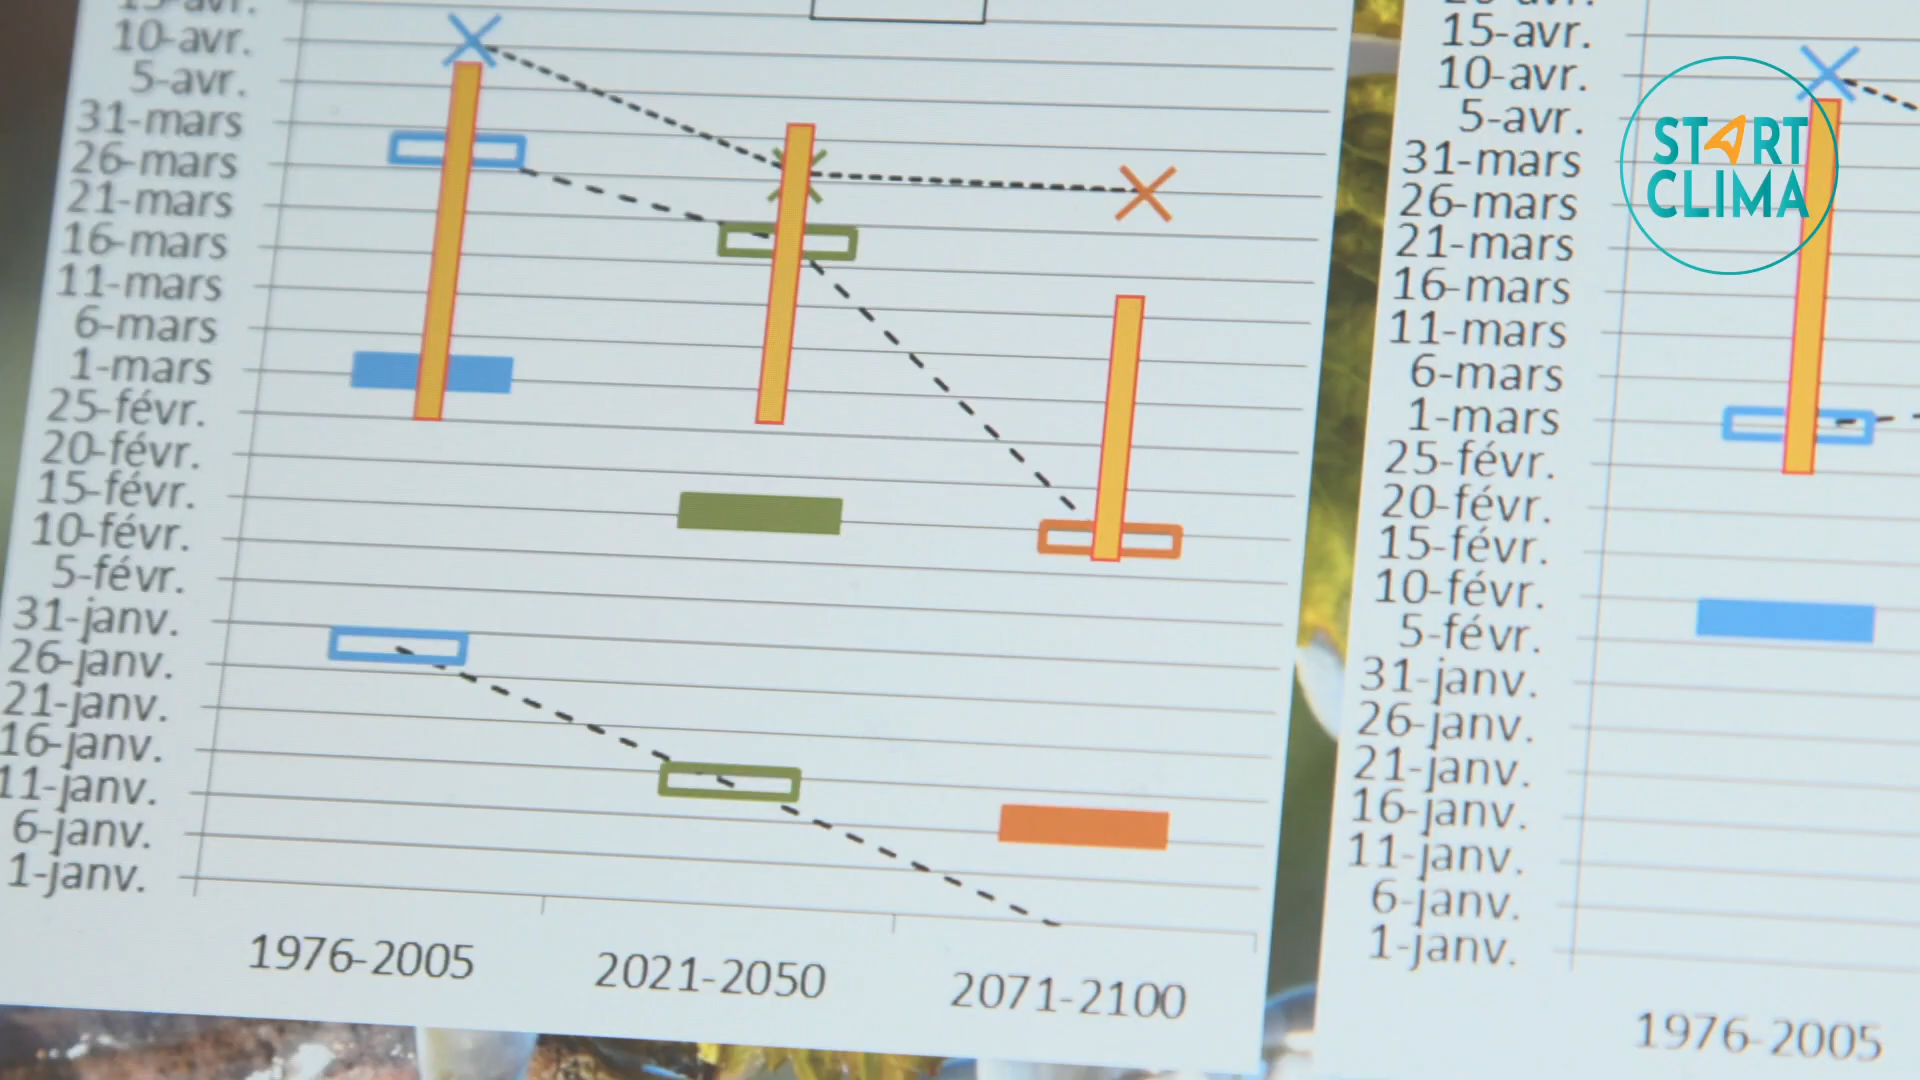 15-avr.
10-avr.
5-avr.
31-mars
26-mars
21-mars
16-mars
11-mars
6-mars
1-mars
25-févr.
20-févr.
15-févr.
10-févr.
5-févr.
31-janv.
26-janv.
21-janv.
16-janv.
11-janv.
6-janv.
1-janv.
1976-2005
2021-2050
2071-2100
20-avr.
15-avr.
10-avr.
5-avr.
31-mars
26-mars
21-mars
16-mars
11-mars
6-mars
1-mars
25-févr.
20-févr.
15-févr.
10-févr.
5-févr.
31-janv.
26-janv.
21-janv.
16-janv.
11-janv.
6-janv.
1-janv.
1976-2005
START
CLIMA